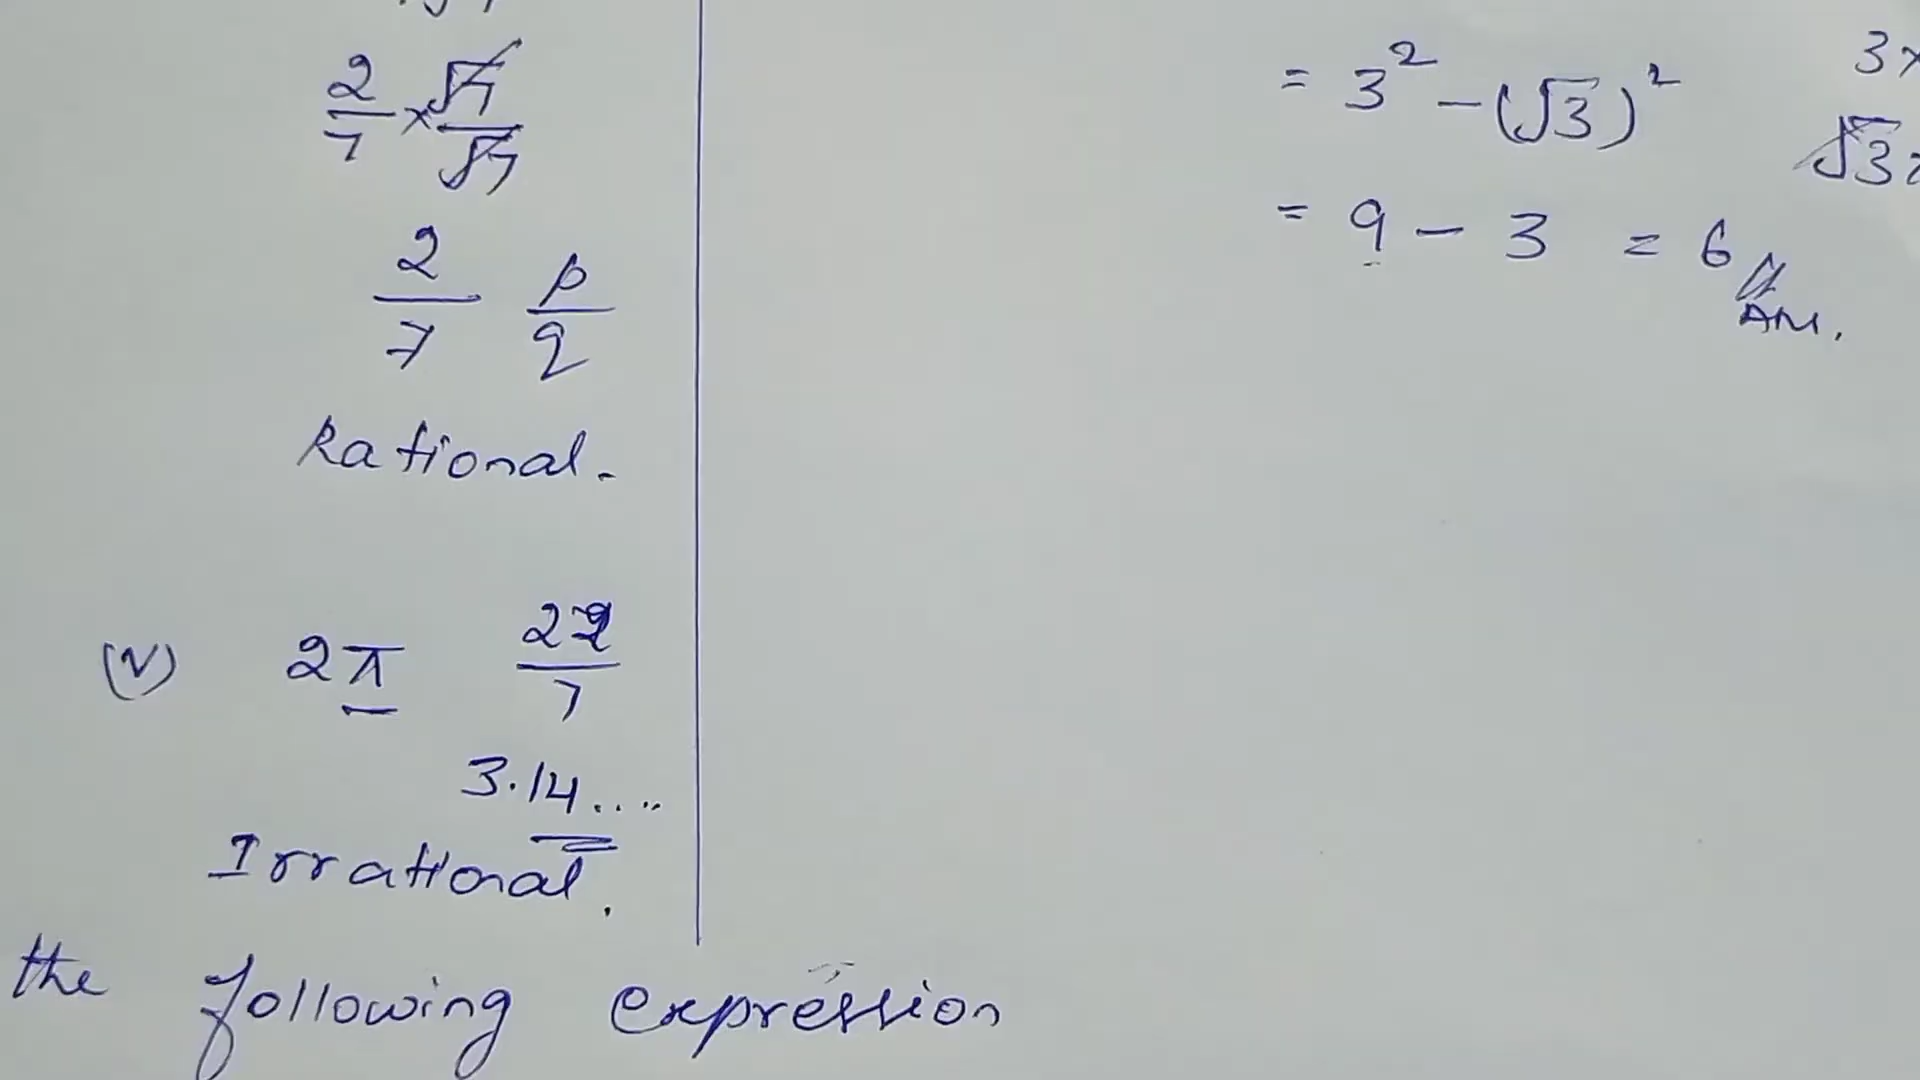 2/7 × √7/√7
2/7 p/q
Rational.
(V) 2π 22/7
3.14....
Irrational.
the following expression
= 3² – (√3)²
= 9 – 3 = 6
Ans.
3×
√3